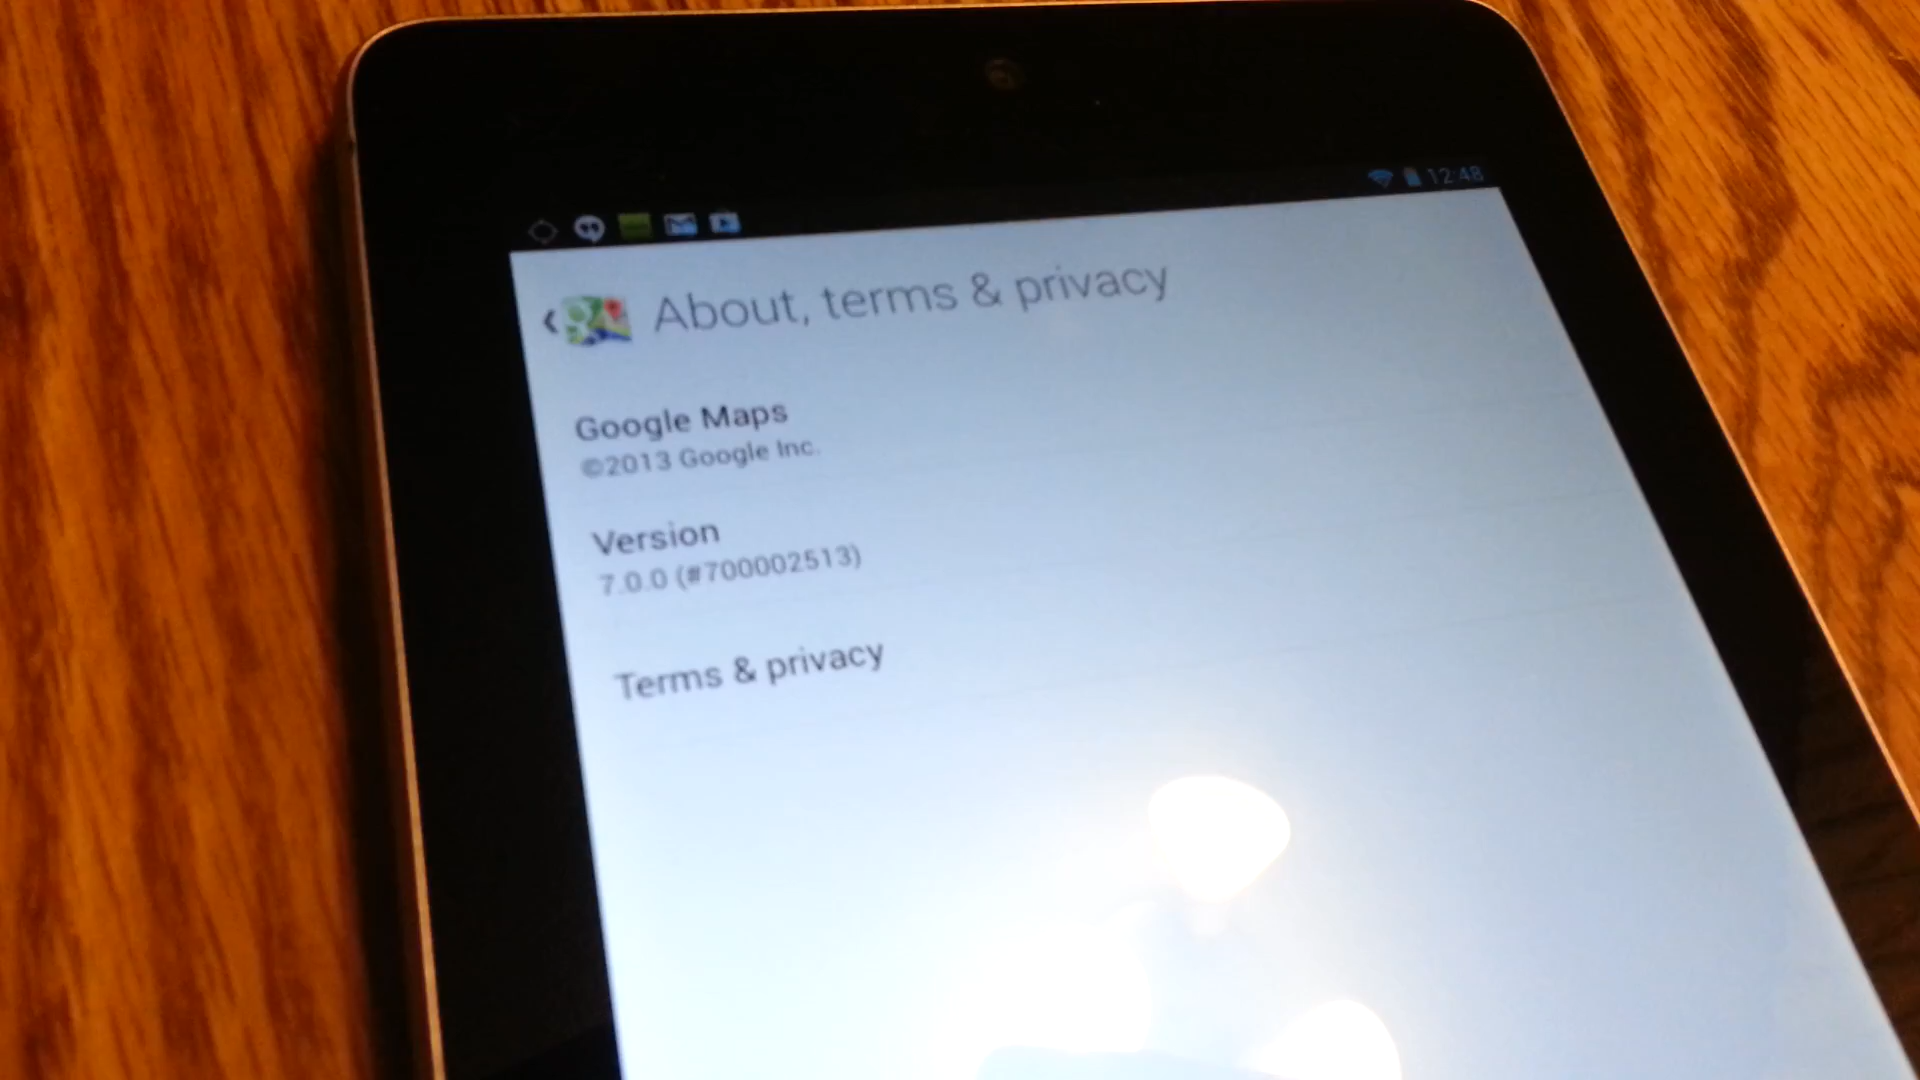 12:48
About, terms & privacy
Google Maps
©2013 Google Inc.
Version
7.0.0 (#700002513)
Terms & privacy